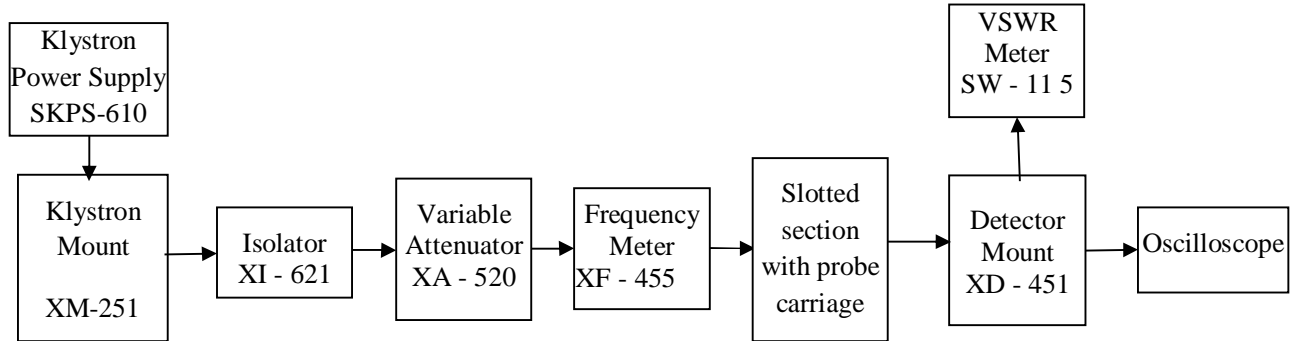 Klystron
Power Supply
SKPS-610
Klystron
Mount
XM-251
Isolator
XI - 621
Variable
Attenuator
XA - 520
Frequency
Meter
XF - 455
Slotted
section
with probe
carriage
VSWR
Meter
SW - 11 5
Detector
Mount
XD - 451
Oscilloscope